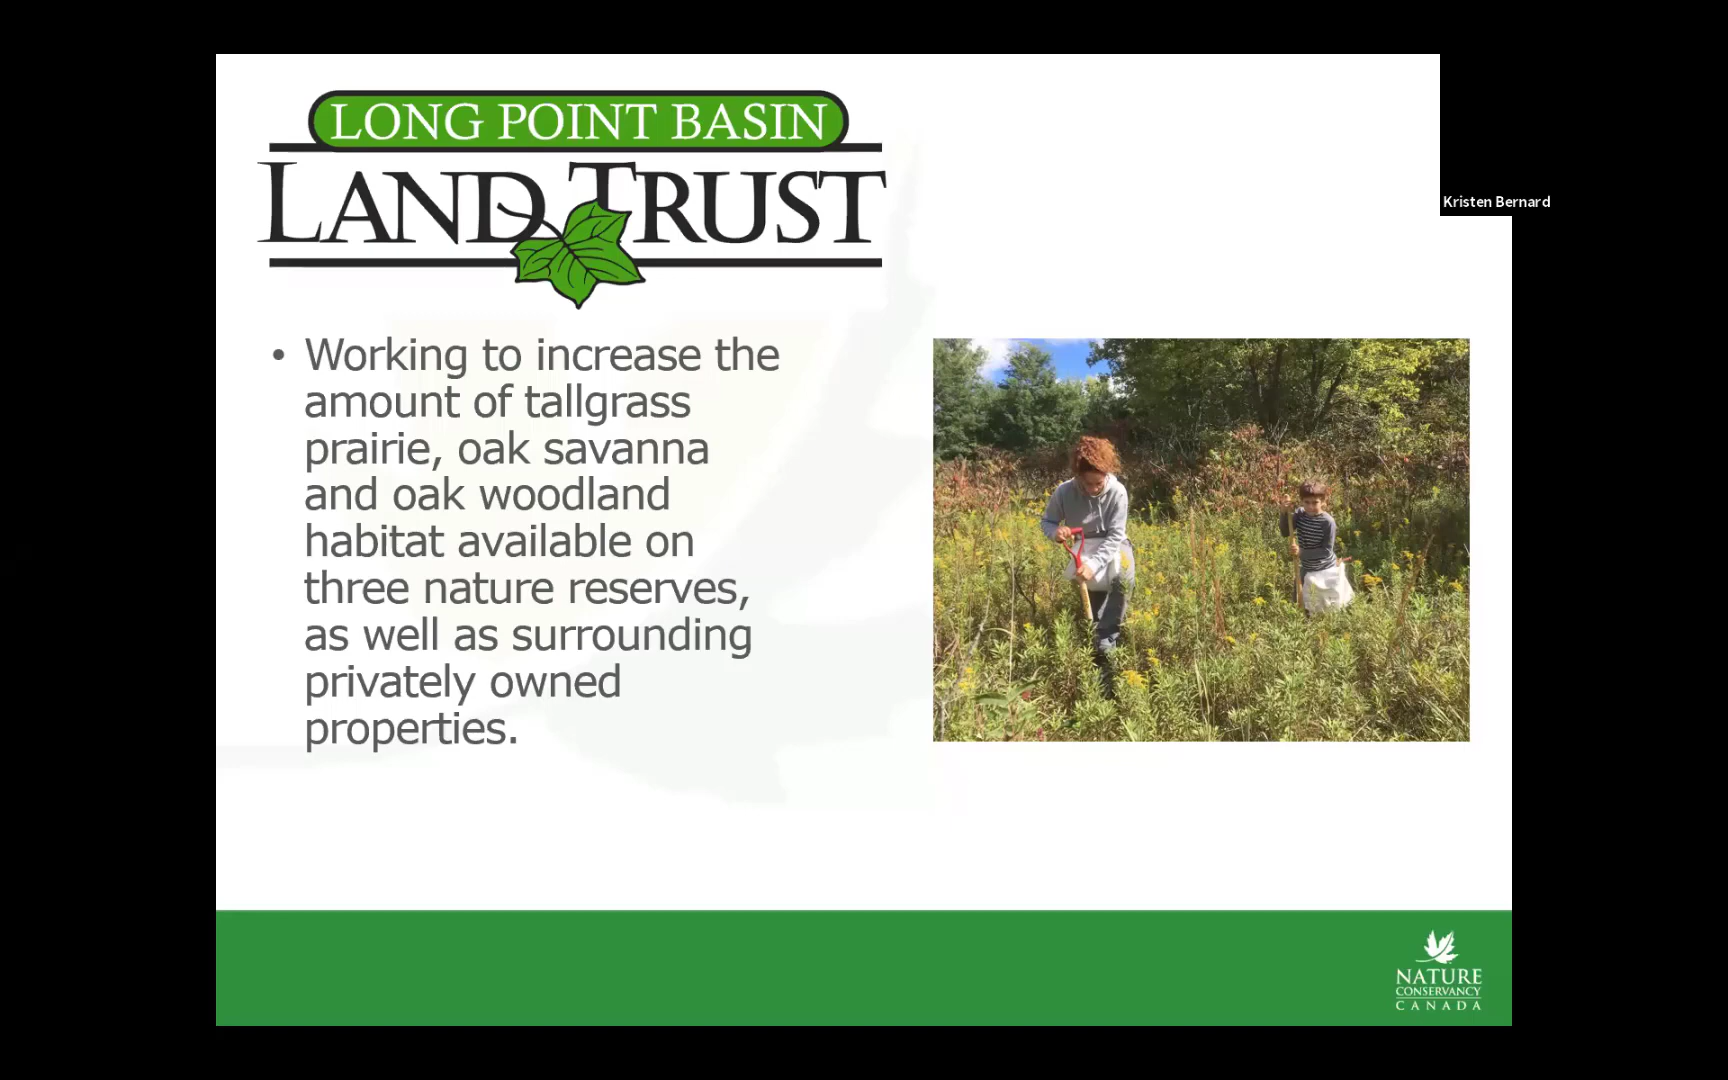 LONG POINT BASIN
LAND TRUST
Kristen Bernard
• Working to increase the
amount of tallgrass
prairie, oak savanna
and oak woodland
habitat available on
three nature reserves,
as well as surrounding
privately owned
properties.
NATURE
CONSERVANCY
CANADA